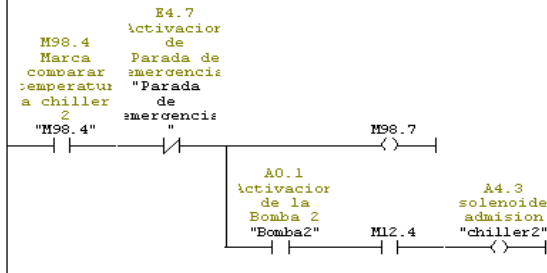 E4.7
Activacion
M98.4
de
Marca
Parada de
comparar
emergencia
temperatur
"Parada
a chiller
de
2
emergencia
"M98.4"
"
M98.7
A0.1
Activacion
A4.3
de la
solenoide
Bomba 2
admision
"Bomba2"
M12.4
"chiller2"